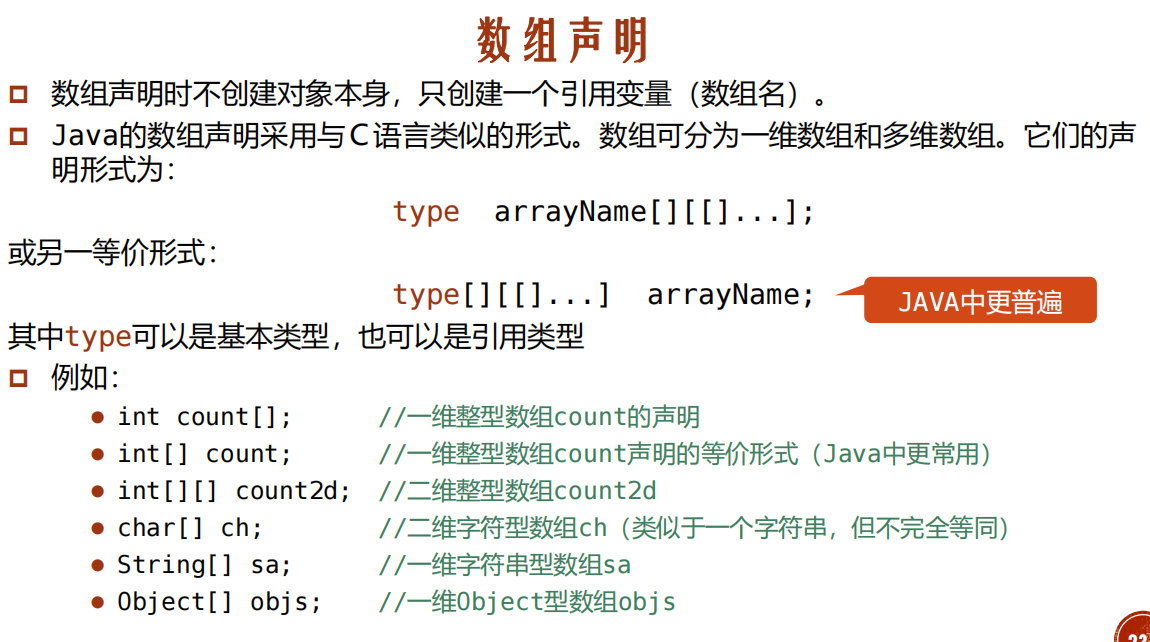 数组声明
数组声明时不创建对象本身，只创建一个引用变量（数组名）。
Java的数组声明采用与C语言类似的形式。数组可分为一维数组和多维数组。它们的声
明形式为：
type arrayName[][[]...];
或另一等价形式：
type[][[]...] arrayName;
JAVA中更普遍
其中type可以是基本类型，也可以是引用类型
例如：
int count[]; //一维整型数组count的声明
int[] count; //一维整型数组count声明的等价形式（Java中更常用）
int[][] count2d; //二维整型数组count2d
char[] ch; //二维字符型数组ch（类似于一个字符串，但不完全等同）
String[] sa; //一维字符串型数组sa
Object[] objs; //一维Object型数组objs